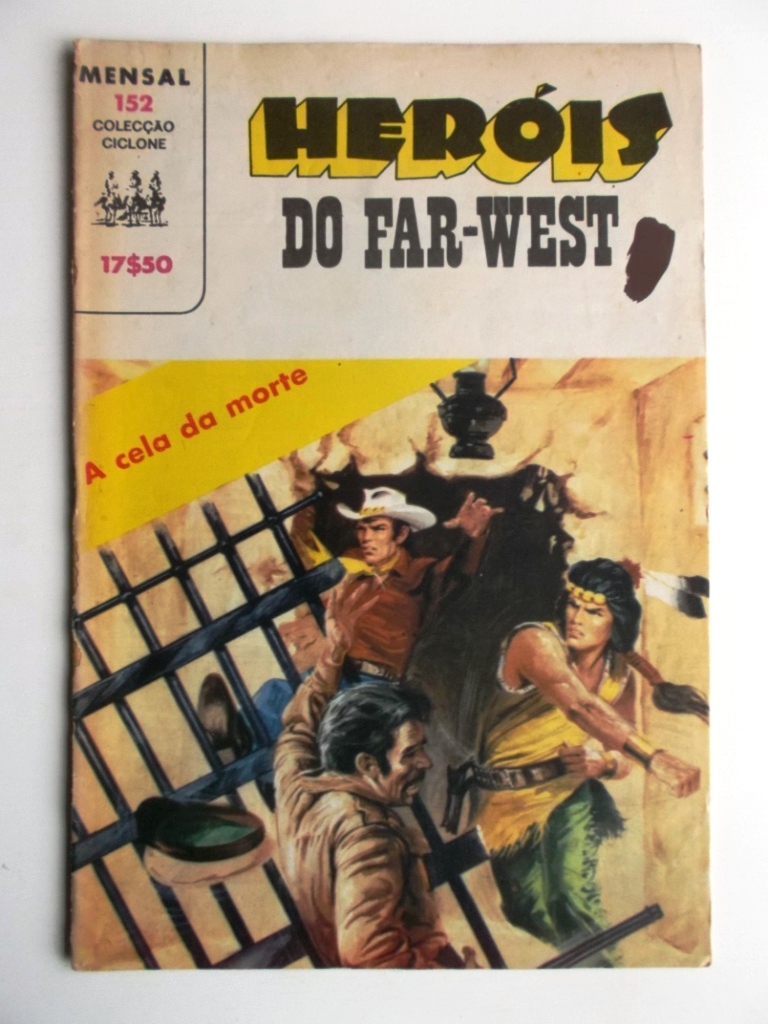 MENSAL
152
COLECÇÃO
CICLONE
17$50
HERÓIS
DO FAR-WEST
A cela da morte